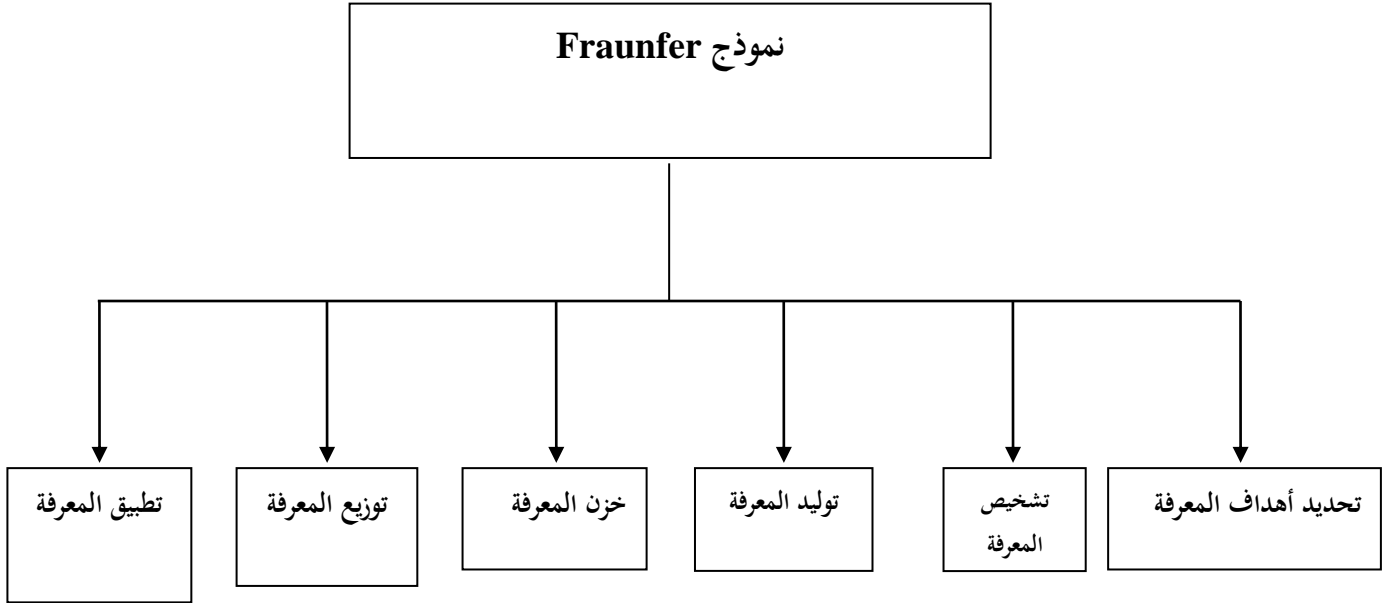 نموذج Fraunfer
تحديد أهداف المعرفة
تشخيص
المعرفة
توليد المعرفة
خزن المعرفة
توزيع المعرفة
تطبيق المعرفة